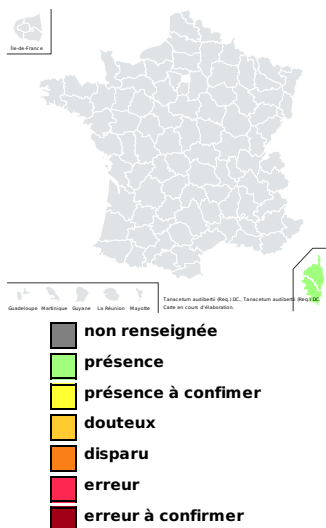 Île-de-France
Guadeloupe Martinique Guyane La Réunion Mayotte
Tanacetum audibertii (Req.) DC., Tanacetum audibertii (Req.) DC.
Carte en cours d'élaboration.
non renseignée
présence
présence à confimer
douteux
disparu
erreur
erreur à confirmer